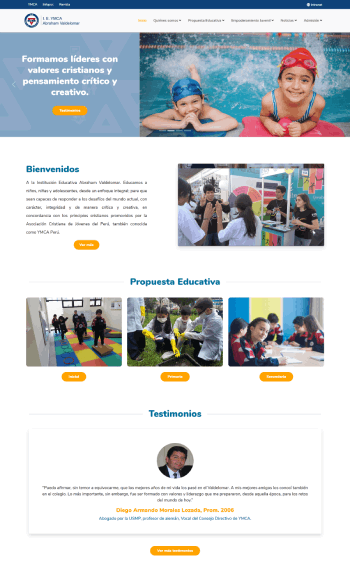 YMCA Intigos Revista Intranet
I. E. YMCA
Abraham Valdelomar
Inicio Quiénes somos Propuesta Educativa Empoderamiento Juvenil Noticias Admisión
Formamos líderes con
valores cristianos y
pensamiento crítico y
creativo.
Bienvenidos
A la Institución Educativa Abraham Valdelomar. Educamos a
niños, niñas y adolescentes, desde un enfoque integral, para que
sean capaces de responder a los desafíos del mundo actual, con
carácter, integridad y de manera crítica y creativa, en
concordancia con los principios cristianos promovidos por la
Asociación Cristiana de Jóvenes del Perú, también conocida
como YMCA Perú.
Ver más
Propuesta Educativa
Inicial Primaria Secundaria
Testimonios
"Puedo afirmar, sin temor a equivocarme, que los mejores años de mi vida los pasé en el Valdelomar. A mis mejores amigos los conocí también
en el colegio. Lo más importante, sin embargo, fue ser formado con valores y liderazgo que me prepararon, desde aquella época, para los retos
del mundo de hoy."
Diego Armando Morales Lozada, Prom. 2006
Abogado por la USMP, profesor de alemán, Vocal del Consejo Directivo de YMCA.
Ver más testimonios